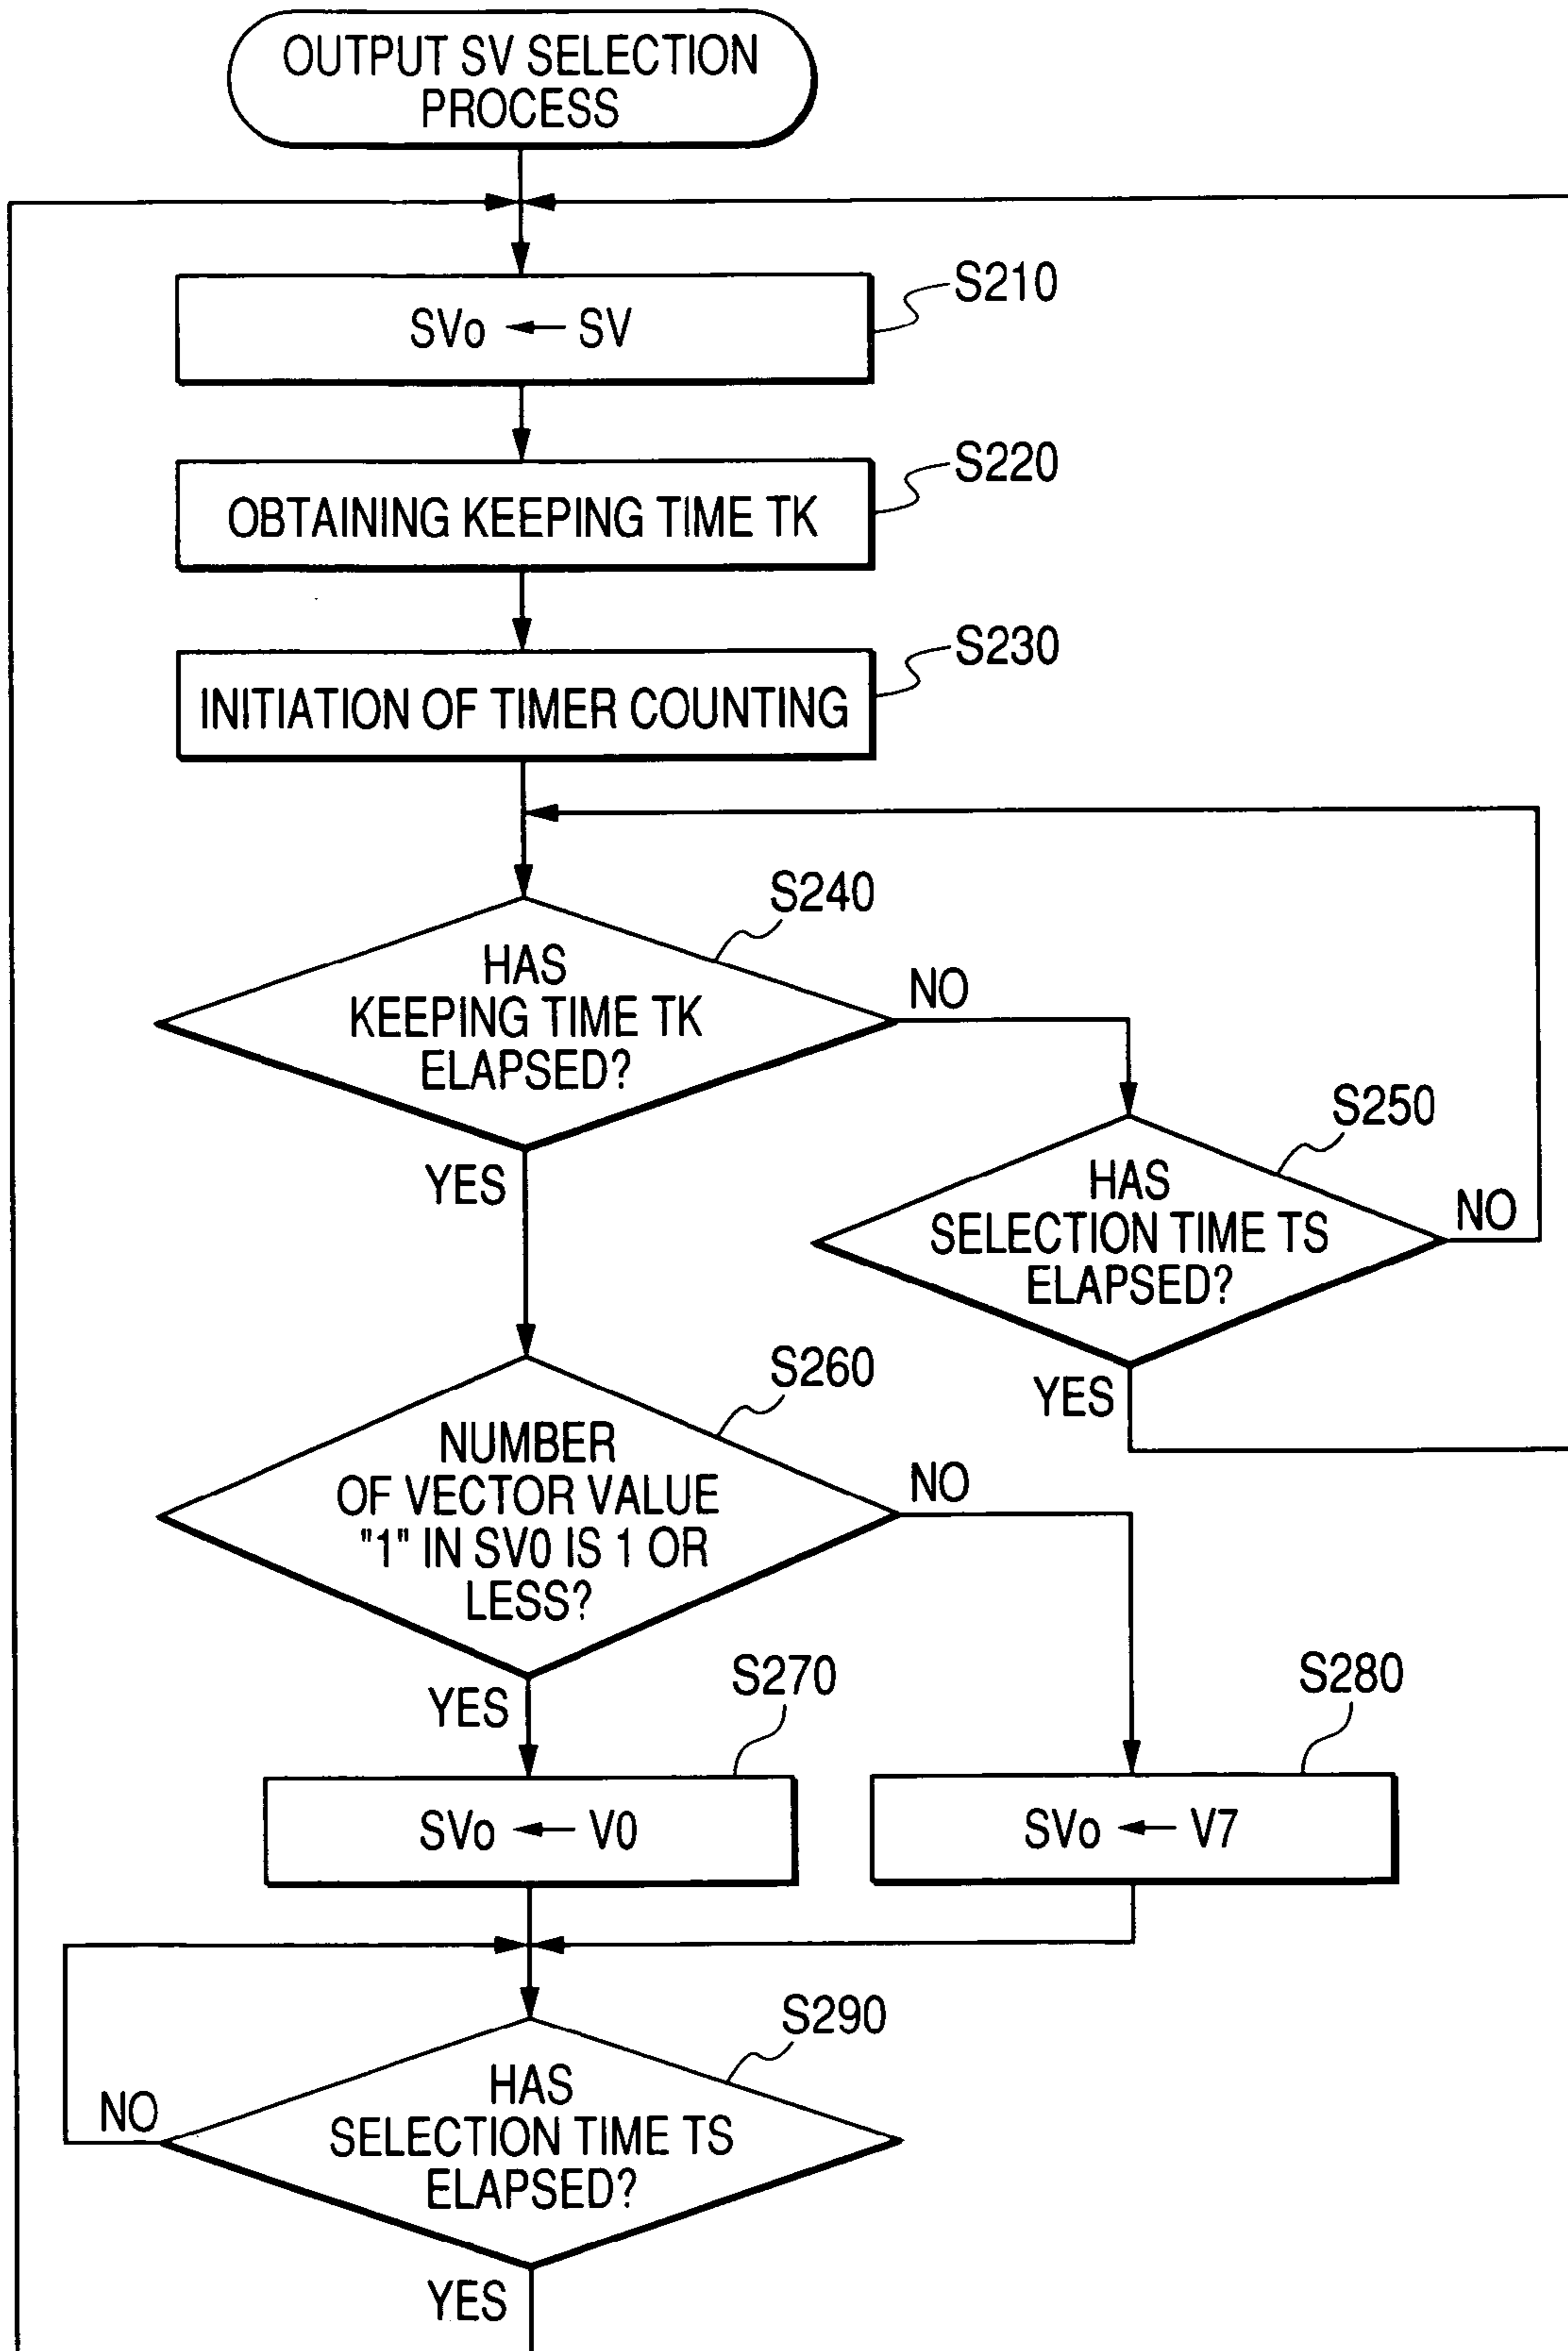 OUTPUT SV SELECTION
PROCESS
S210
SVo ← SV
S220
OBTAINING KEEPING TIME TK
S230
INITIATION OF TIMER COUNTING
S240
HAS
KEEPING TIME TK
ELAPSED?
NO
YES
S250
HAS
SELECTION TIME TS
ELAPSED?
NO
YES
S260
NUMBER
OF VECTOR VALUE
"1" IN SV0 IS 1 OR
LESS?
NO
YES
S270
SVo ← V0
S280
SVo ← V7
S290
HAS
SELECTION TIME TS
ELAPSED?
NO
YES